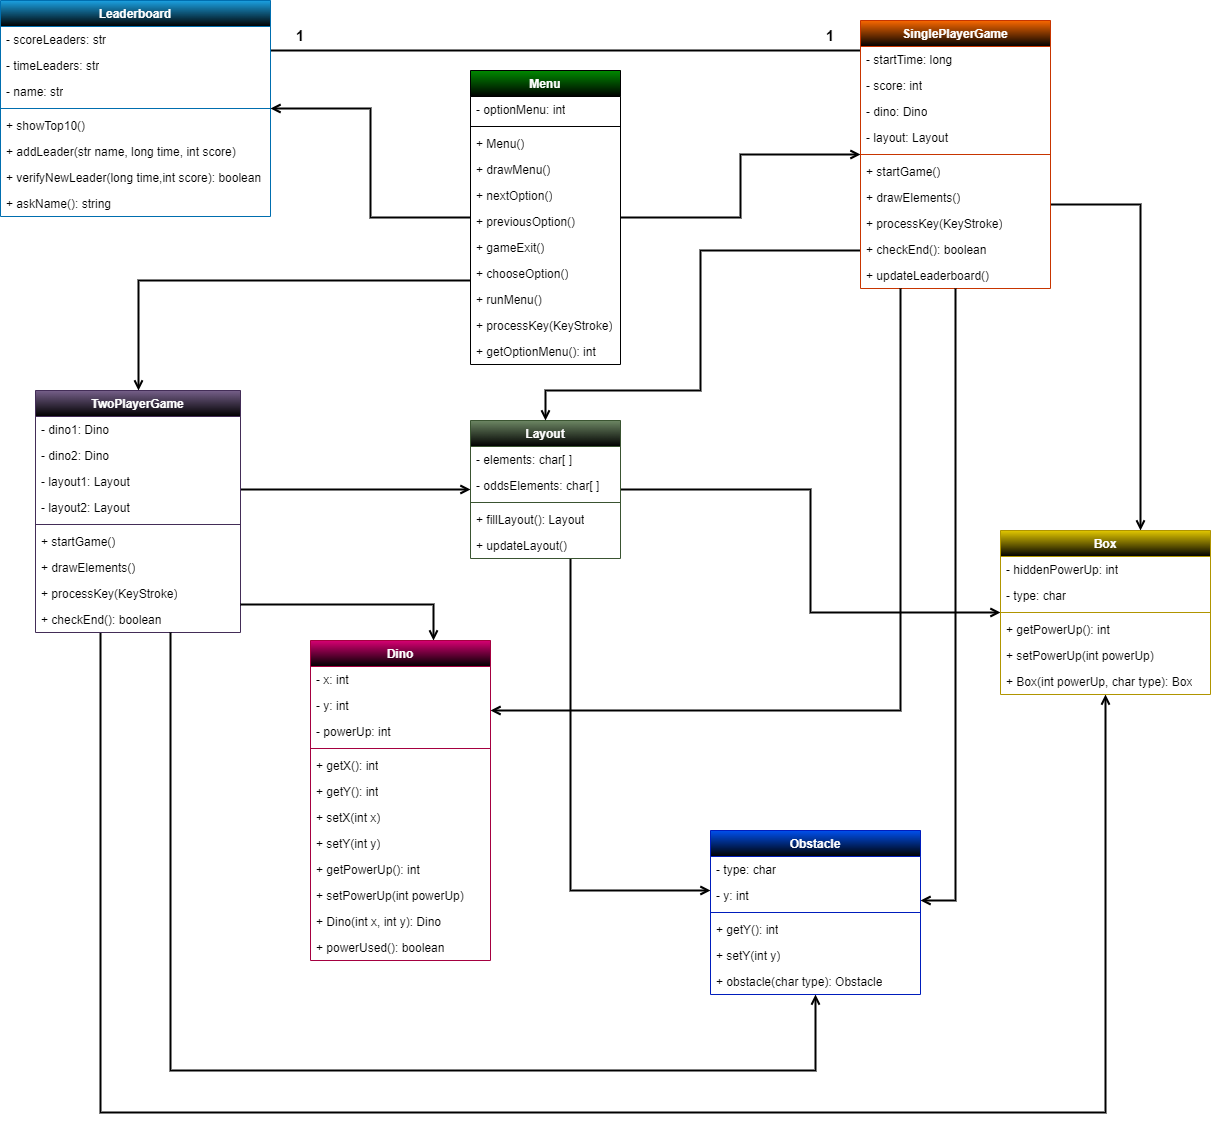 Leaderboard
- scoreLeaders: str
- timeLeaders: str
- name: str
+ showTop10()
+ addLeader(str name, long time, int score)
+ verifyNewLeader(long time,int score): boolean
+ askName(): string
1
1
SinglePlayerGame
- startTime: long
- score: int
- dino: Dino
- layout: Layout
+ startGame()
+ drawElements()
+ processKey(KeyStroke)
+ checkEnd(): boolean
+ updateLeaderboard()
Menu
- optionMenu: int
+ Menu()
+ drawMenu()
+ nextOption()
+ previousOption()
+ gameExit()
+ chooseOption()
+ runMenu()
+ processKey(KeyStroke)
+ getOptionMenu(): int
TwoPlayerGame
- dino1: Dino
- dino2: Dino
- layout1: Layout
- layout2: Layout
+ startGame()
+ drawElements()
+ processKey(KeyStroke)
+ checkEnd(): boolean
Layout
- elements: char[ ]
- oddsElements: char[ ]
+ fillLayout(): Layout
+ updateLayout()
Box
- hiddenPowerUp: int
- type: char
+ getPowerUp(): int
+ setPowerUp(int powerUp)
+ Box(int powerUp, char type): Box
Dino
- x: int
- y: int
- powerUp: int
+ getX(): int
+ getY(): int
+ setX(int x)
+ setY(int y)
+ getPowerUp(): int
+ setPowerUp(int powerUp)
+ Dino(int x, int y): Dino
+ powerUsed(): boolean
Obstacle
- type: char
- y: int
+ getY(): int
+ setY(int y)
+ obstacle(char type): Obstacle